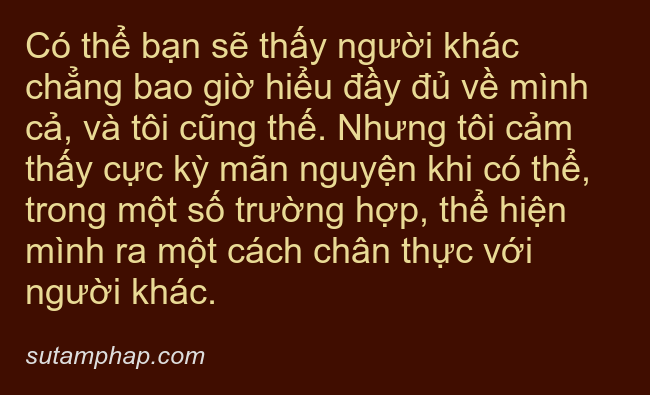 Có thể bạn sẽ thấy người khác
chẳng bao giờ hiểu đầy đủ về mình
cả, và tôi cũng thế. Nhưng tôi cảm
thấy cực kỳ mãn nguyện khi có thể,
trong một số trường hợp, thể hiện
mình ra một cách chân thực với
người khác.
sutamphap.com